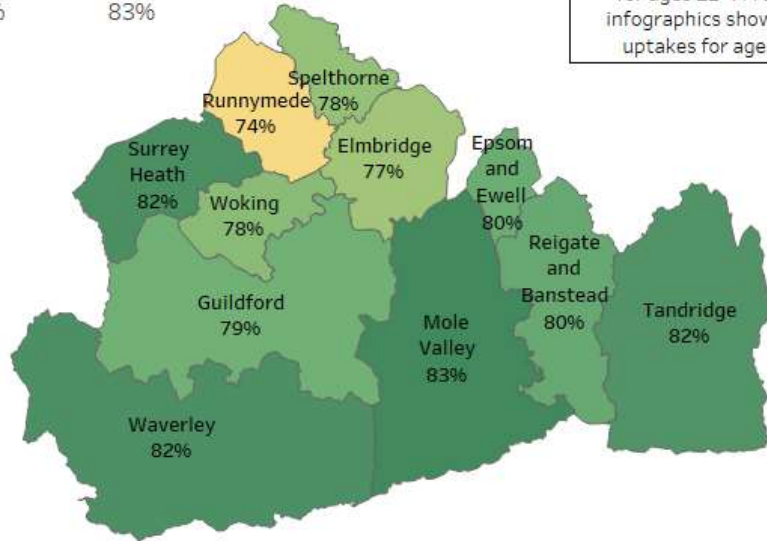 %
83%
infographics show
uptakes for age
Spelthorne
78%
Runnymede
74%
Elmbridge
77%
Epsom
and
Ewell
80%
Surrey
Heath
82%
Woking
78%
Reigate
and
Banstead
80%
Guildford
79%
Mole
Valley
83%
Tandridge
82%
Waverley
82%